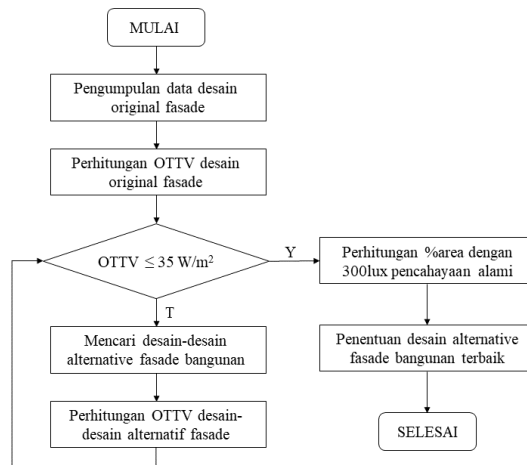 MULAI
Pengumpulan data desain
original fasade
Perhitungan OTTV desain
original fasade
OTTV ≤ 35 W/m²
Y
T
Mencari desain-desain
alternative fasade bangunan
Perhitungan OTTV desain-
desain alternatif fasade
Perhitungan %area dengan
300lux pencahayaan alami
Penentuan desain alternative
fasade bangunan terbaik
SELESAI